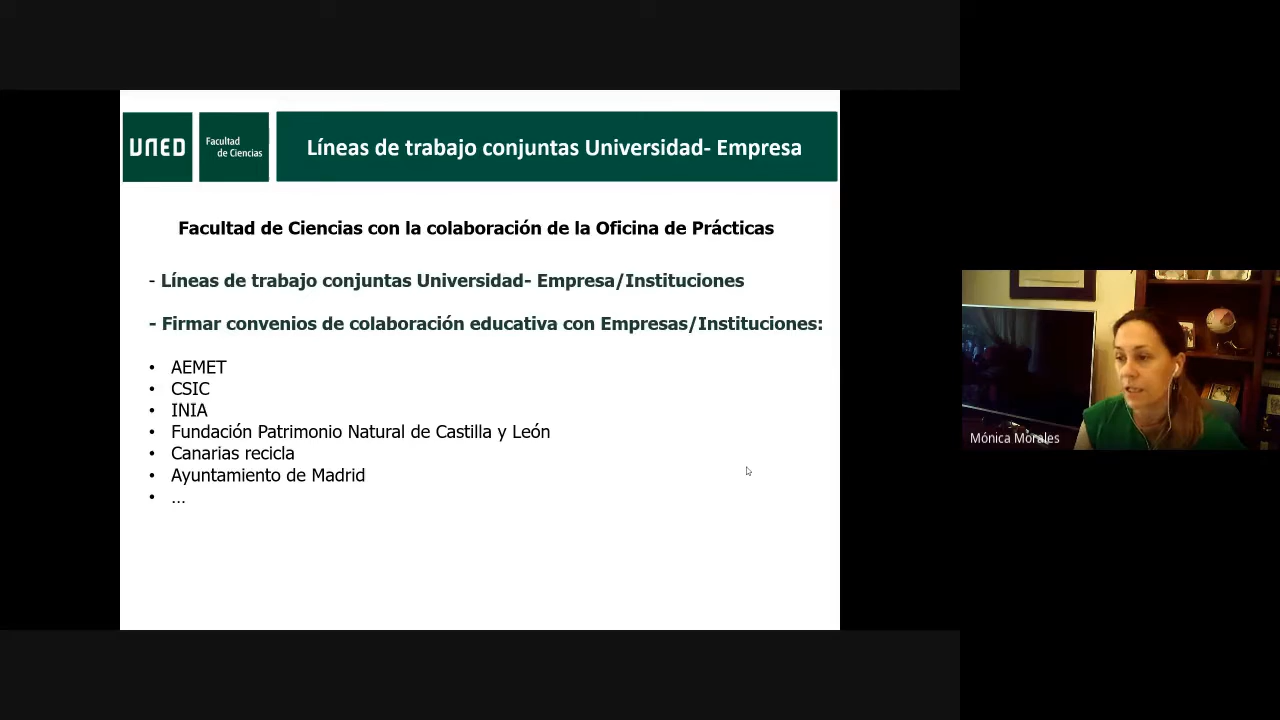 UNED
Facultad
de Ciencias
Líneas de trabajo conjuntas Universidad- Empresa
Facultad de Ciencias con la colaboración de la Oficina de Prácticas
- Líneas de trabajo conjuntas Universidad- Empresa/Instituciones
- Firmar convenios de colaboración educativa con Empresas/Instituciones:
• AEMET
• CSIC
• INIA
• Fundación Patrimonio Natural de Castilla y León
• Canarias recicla
• Ayuntamiento de Madrid
• ...
Mónica Morales